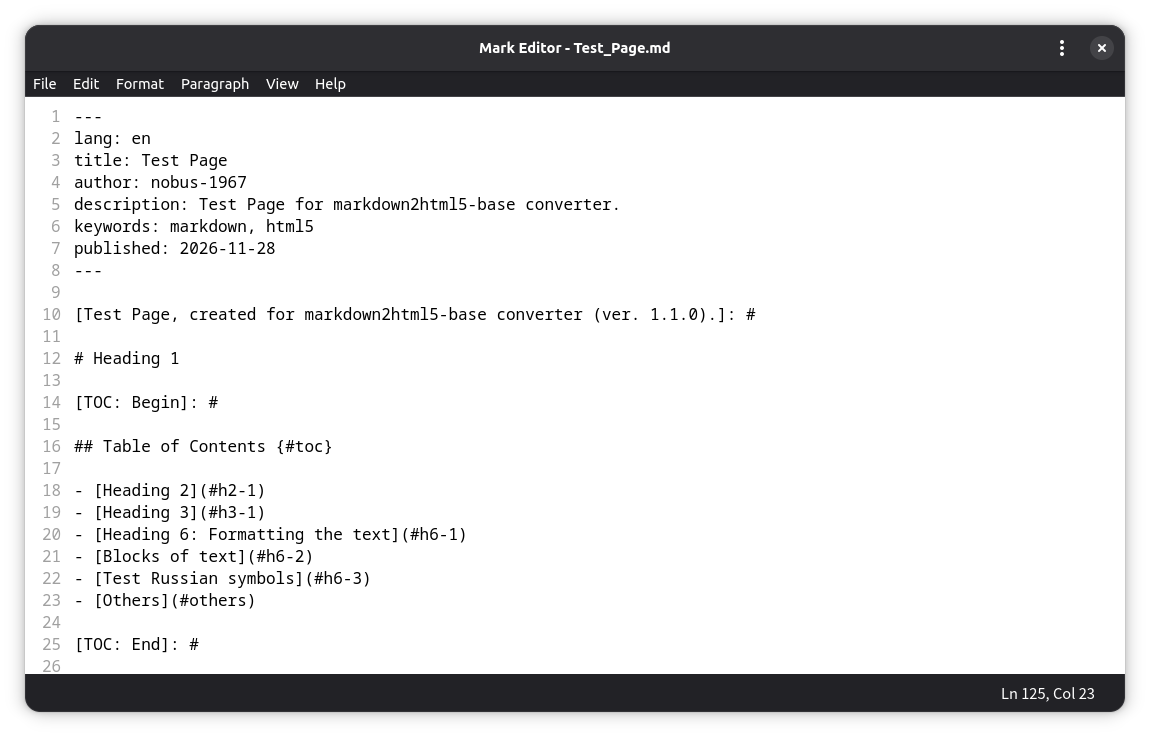 Mark Editor - Test_Page.md
File Edit Format Paragraph View Help
1 ---
2 lang: en
3 title: Test Page
4 author: nobus-1967
5 description: Test Page for markdown2html5-base converter.
6 keywords: markdown, html5
7 published: 2026-11-28
8 ---
9
10 [Test Page, created for markdown2html5-base converter (ver. 1.1.0).]: #
11
12 # Heading 1
13
14 [TOC: Begin]: #
15
16 ## Table of Contents {#toc}
17
18 - [Heading 2](#h2-1)
19 - [Heading 3](#h3-1)
20 - [Heading 6: Formatting the text](#h6-1)
21 - [Blocks of text](#h6-2)
22 - [Test Russian symbols](#h6-3)
23 - [Others](#others)
24
25 [TOC: End]: #
26
Ln 125, Col 23